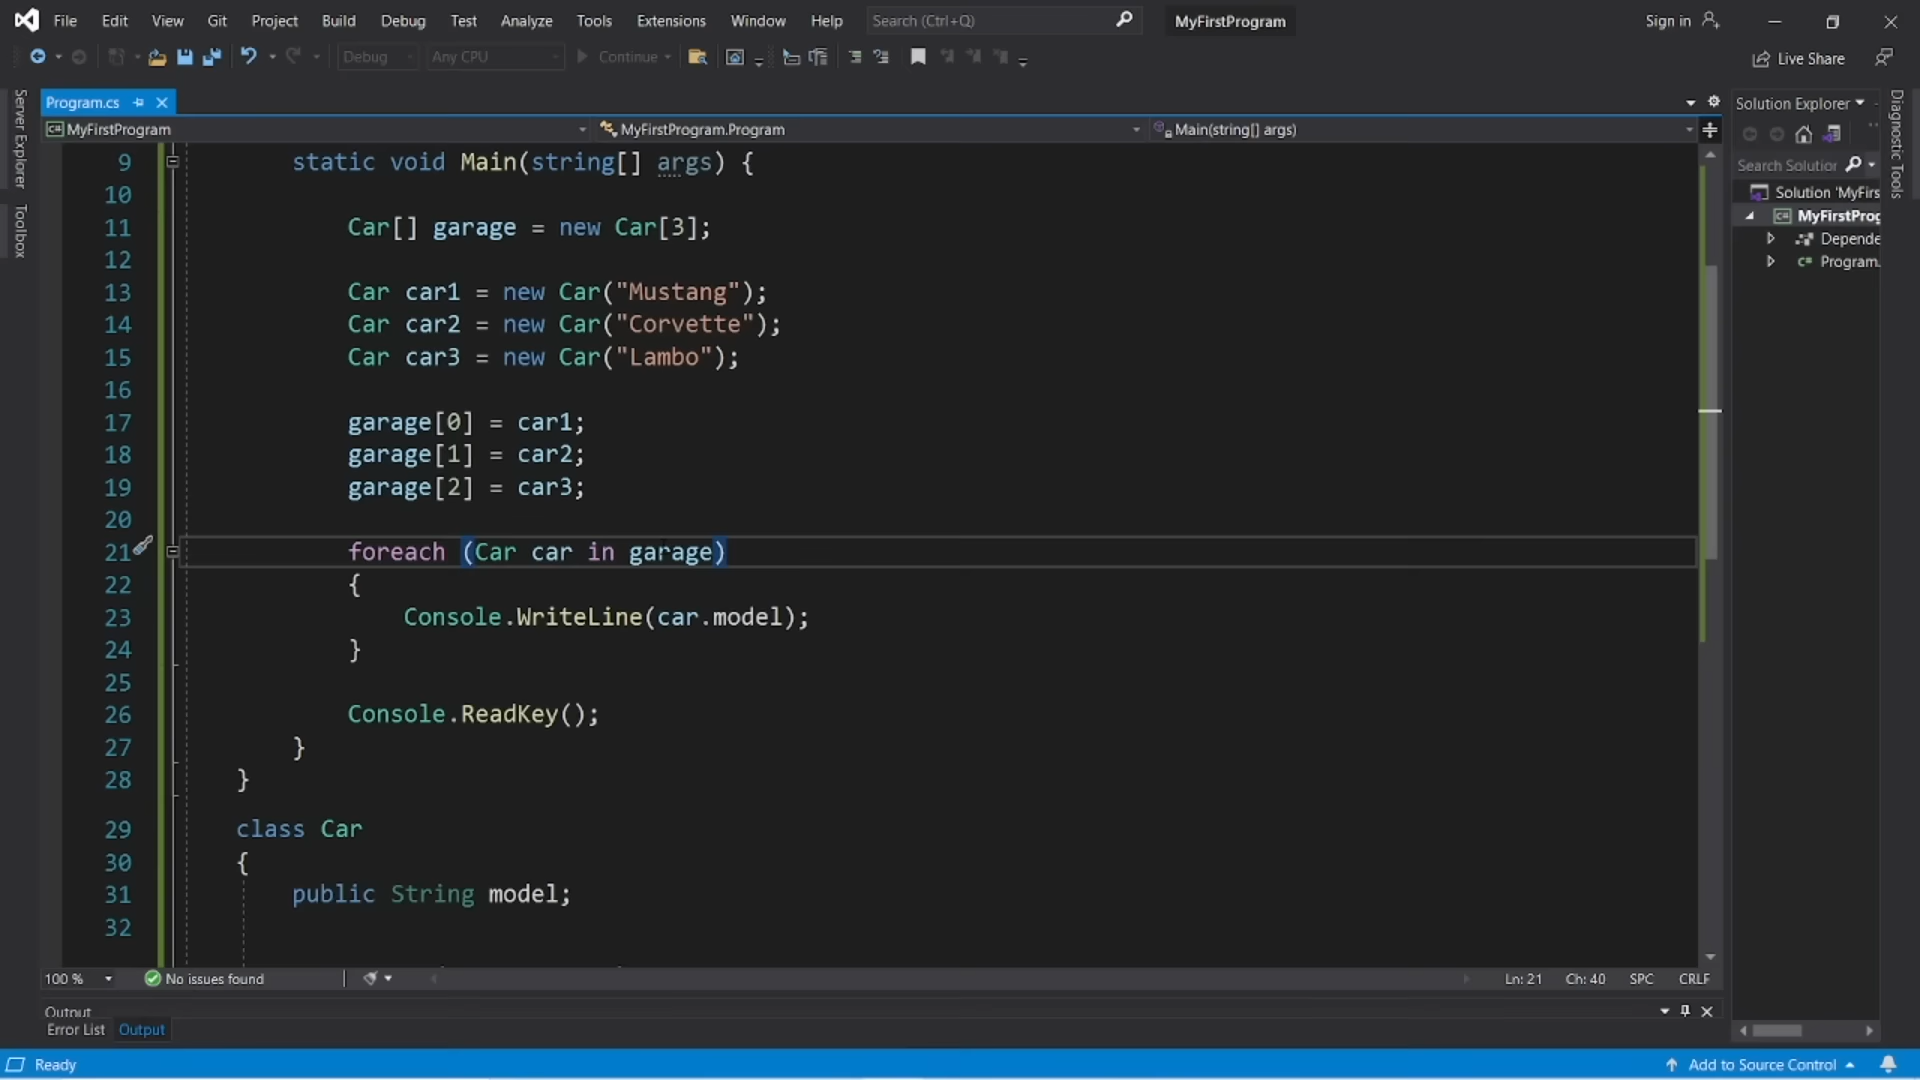 File Edit View Git Project Build Debug Test Analyze Tools Extensions Window Help Search (Ctrl+Q) MyFirstProgram Sign in
Debug Any CPU Continue Live Share
Program.cs
MyFirstProgram MyFirstProgram.Program Main(string[] args)
Server Explorer
Toolbox
9 static void Main(string[] args) {
10
11 Car[] garage = new Car[3];
12
13 Car car1 = new Car("Mustang");
14 Car car2 = new Car("Corvette");
15 Car car3 = new Car("Lambo");
16
17 garage[0] = car1;
18 garage[1] = car2;
19 garage[2] = car3;
20
21 foreach (Car car in garage)
22 {
23 Console.WriteLine(car.model);
24 }
25
26 Console.ReadKey();
27 }
28 }
29 class Car
30 {
31 public String model;
32
100 % No issues found Ln: 21 Ch: 40 SPC CRLF
Output
Error List Output
Ready Add to Source Control
Solution Explorer
Search Solutior
Solution 'MyFirs
MyFirstProg
Depende
Program.
Diagnostic Tools